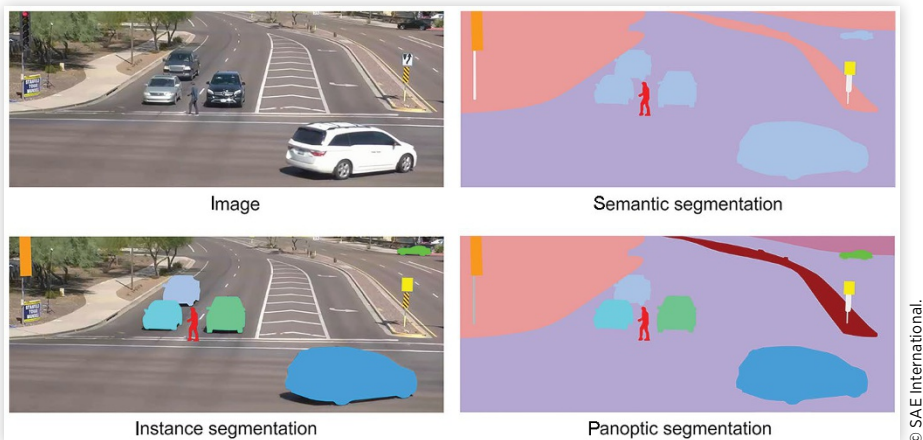 Image
Semantic segmentation
Instance segmentation
Panoptic segmentation
© SAE International.